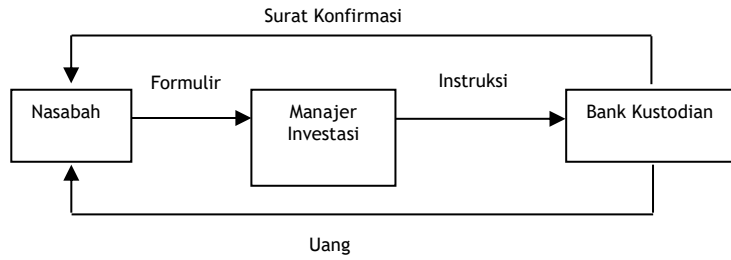 Surat Konfirmasi
Formulir
Instruksi
Nasabah
Manajer
Investasi
Bank Kustodian
Uang